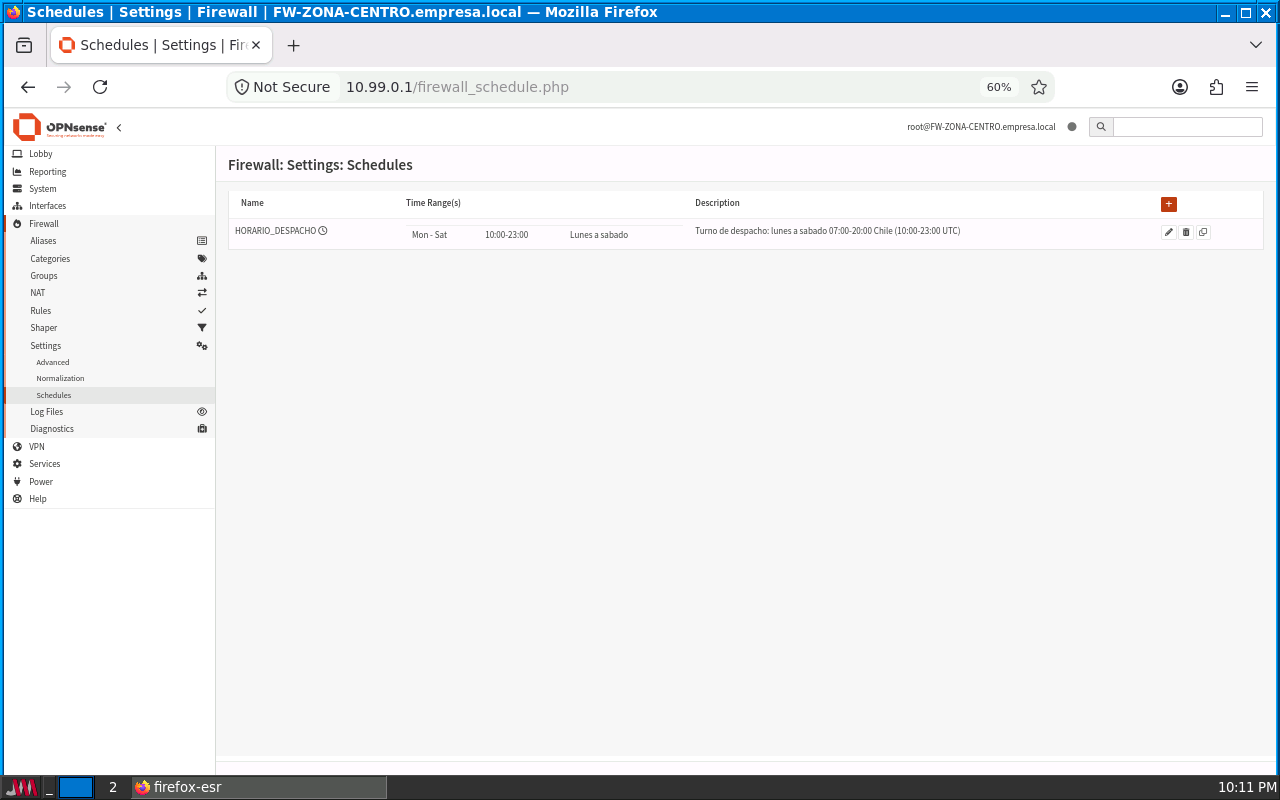 Schedules | Settings | Firewall | FW-ZONA-CENTRO.empresa.local — Mozilla Firefox
Schedules | Settings | Fir
Not Secure 10.99.0.1/firewall_schedule.php 60%
OPNsense
root@FW-ZONA-CENTRO.empresa.local
Lobby
Reporting
System
Interfaces
Firewall
Aliases
Categories
Groups
NAT
Rules
Shaper
Settings
Advanced
Normalization
Schedules
Log Files
Diagnostics
VPN
Services
Power
Help
Firewall: Settings: Schedules
Name Time Range(s) Description
HORARIO_DESPACHO Mon - Sat 10:00-23:00 Lunes a sabado Turno de despacho: lunes a sabado 07:00-20:00 Chile (10:00-23:00 UTC)
2 firefox-esr 10:11 PM